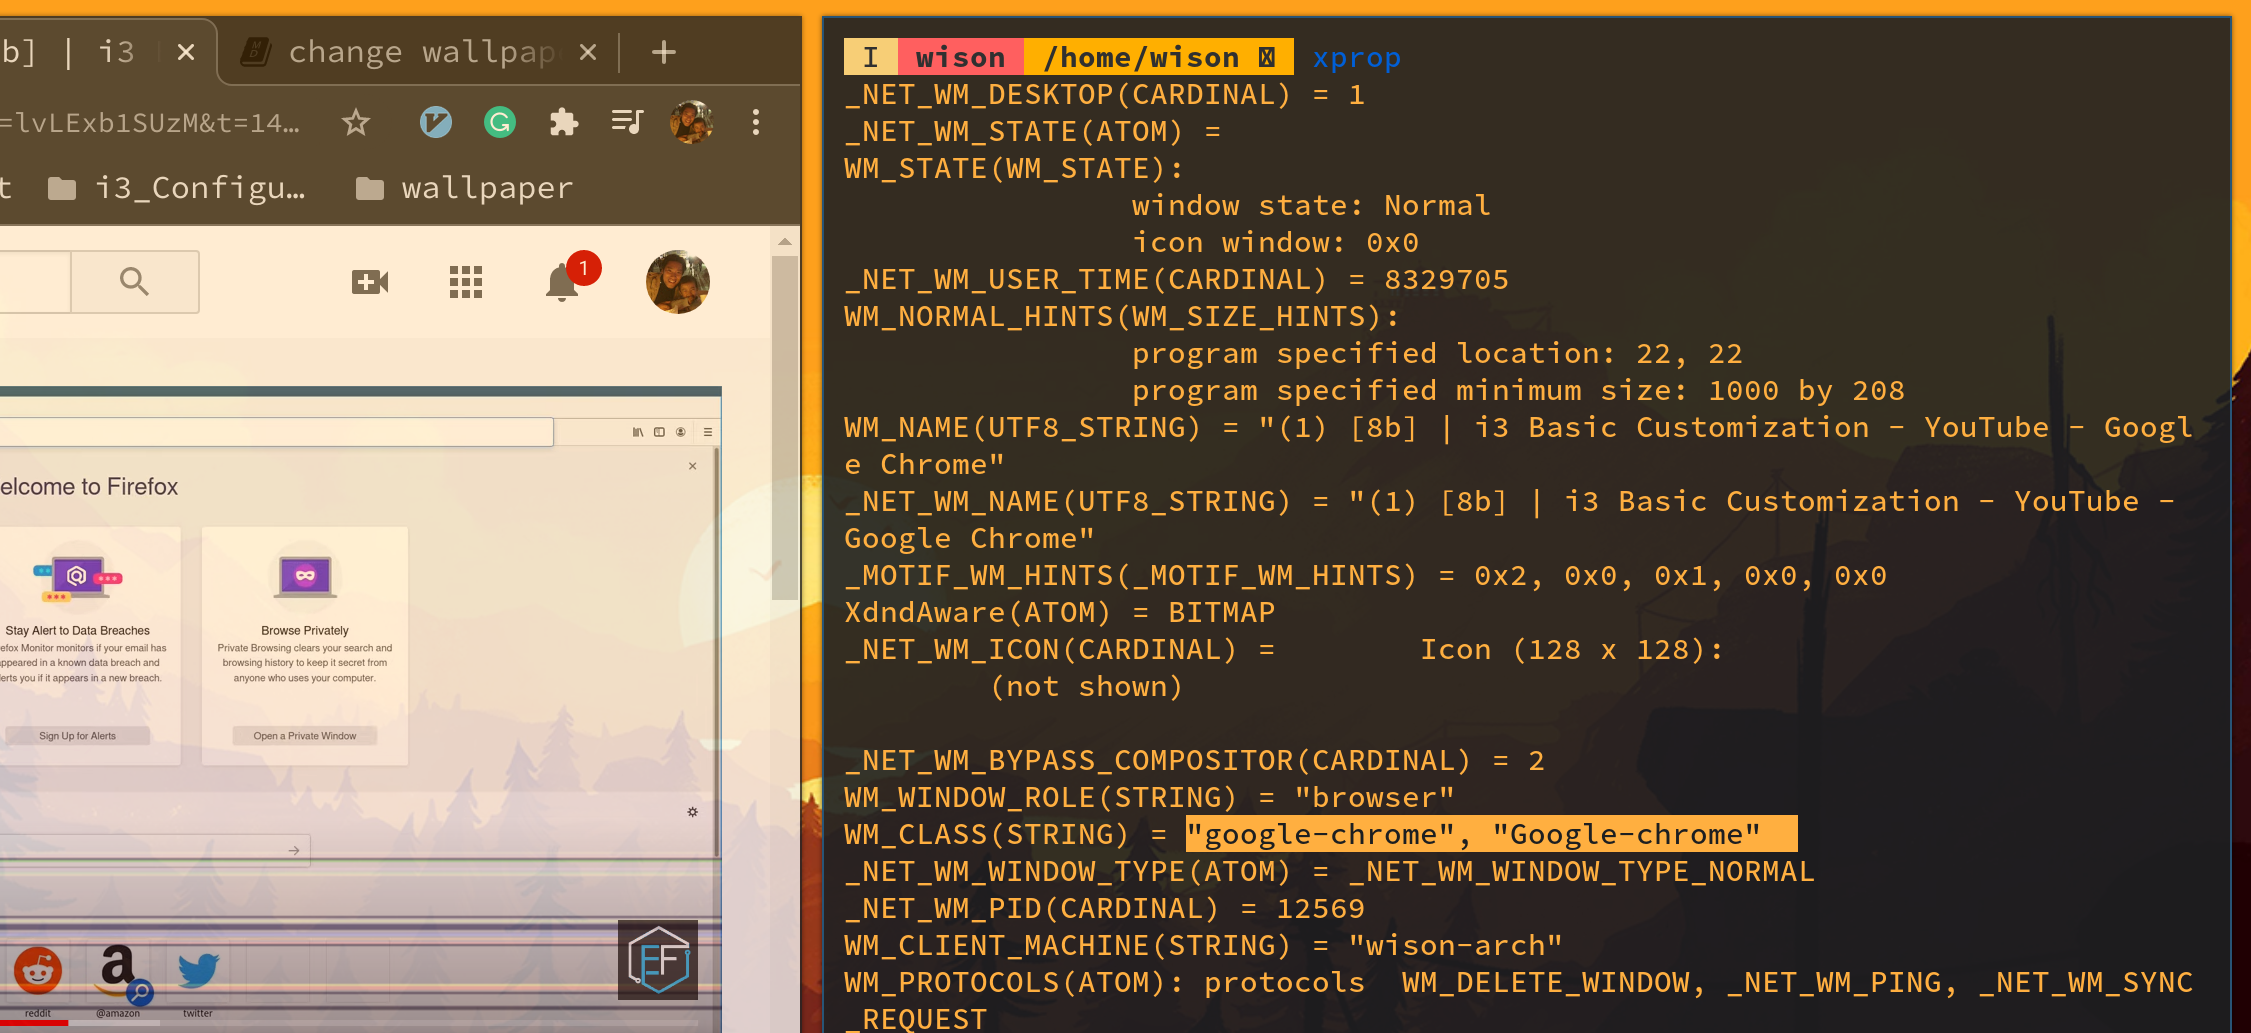 b] | i3
change wallpap
=lvLExb1SUzM&t=14…
t
i3_Configu…
wallpaper
1
elcome to Firefox
Stay Alert to Data Breaches
efox Monitor monitors if your email has
ppeared in a known data breach and
lerts you if it appears in a new breach.
Sign Up for Alerts
Browse Privately
Private Browsing clears your search and
browsing history to keep it secret from
anyone who uses your computer.
Open a Private Window
reddit
@amazon
twitter
EF
I wison /home/wison xprop
_NET_WM_DESKTOP(CARDINAL) = 1
_NET_WM_STATE(ATOM) =
WM_STATE(WM_STATE):
window state: Normal
icon window: 0x0
_NET_WM_USER_TIME(CARDINAL) = 8329705
WM_NORMAL_HINTS(WM_SIZE_HINTS):
program specified location: 22, 22
program specified minimum size: 1000 by 208
WM_NAME(UTF8_STRING) = "(1) [8b] | i3 Basic Customization - YouTube - Googl
e Chrome"
_NET_WM_NAME(UTF8_STRING) = "(1) [8b] | i3 Basic Customization - YouTube -
Google Chrome"
_MOTIF_WM_HINTS(_MOTIF_WM_HINTS) = 0x2, 0x0, 0x1, 0x0, 0x0
XdndAware(ATOM) = BITMAP
_NET_WM_ICON(CARDINAL) = Icon (128 x 128):
(not shown)
_NET_WM_BYPASS_COMPOSITOR(CARDINAL) = 2
WM_WINDOW_ROLE(STRING) = "browser"
WM_CLASS(STRING) = "google-chrome", "Google-chrome"
_NET_WM_WINDOW_TYPE(ATOM) = _NET_WM_WINDOW_TYPE_NORMAL
_NET_WM_PID(CARDINAL) = 12569
WM_CLIENT_MACHINE(STRING) = "wison-arch"
WM_PROTOCOLS(ATOM): protocols WM_DELETE_WINDOW, _NET_WM_PING, _NET_WM_SYNC
_REQUEST